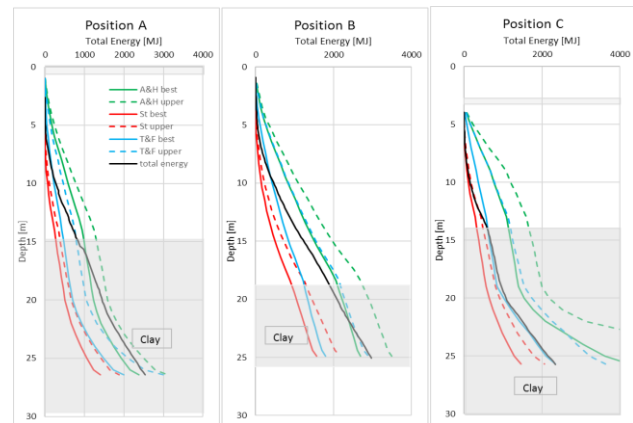 Position A
Total Energy [MJ]
0 1000 2000 3000 4000
0
5
10
15
20
25
30
Depth [m]
A&H best
A&H upper
St best
St upper
T&F best
T&F upper
total energy
Clay
Position B
Total Energy [MJ]
0 1000 2000 3000 4000
0
5
10
15
20
25
30
Depth [m]
Clay
Position C
Total Energy [MJ]
0 2000 4000
0
5
10
15
20
25
30
Depth [m]
Clay